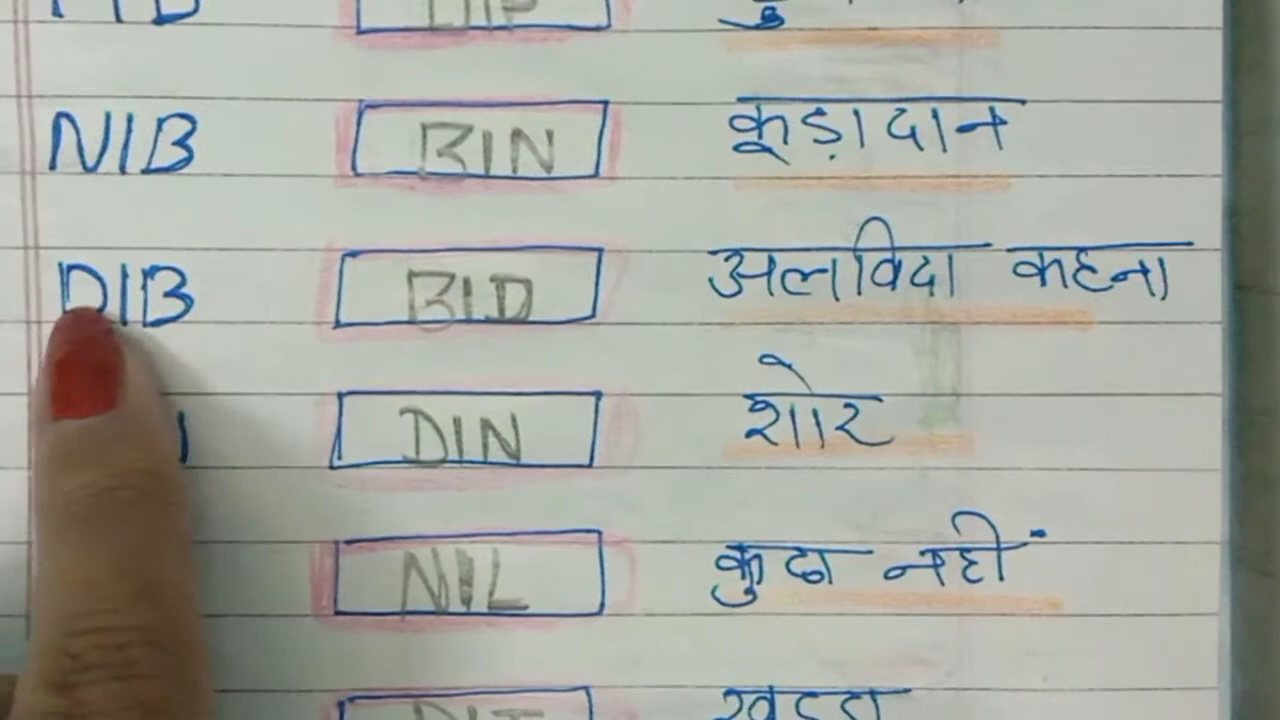 NIB BIN कूड़ादान
DIB BID अलविदा कहना
DIN शोर
NIL कुछ नहीं